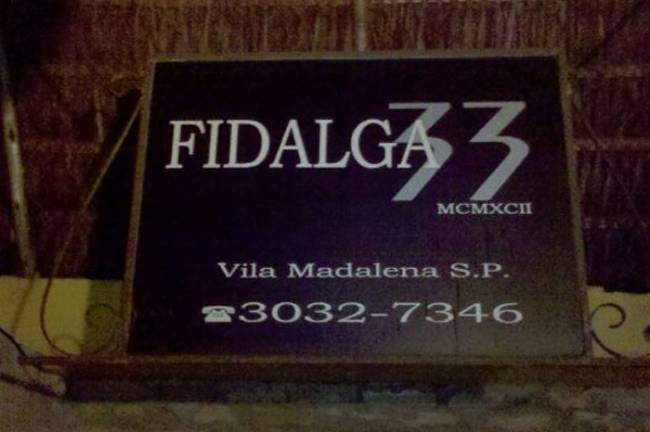 FIDALGA 33
MCMXCII
Vila Madalena S.P.
☎3032-7346